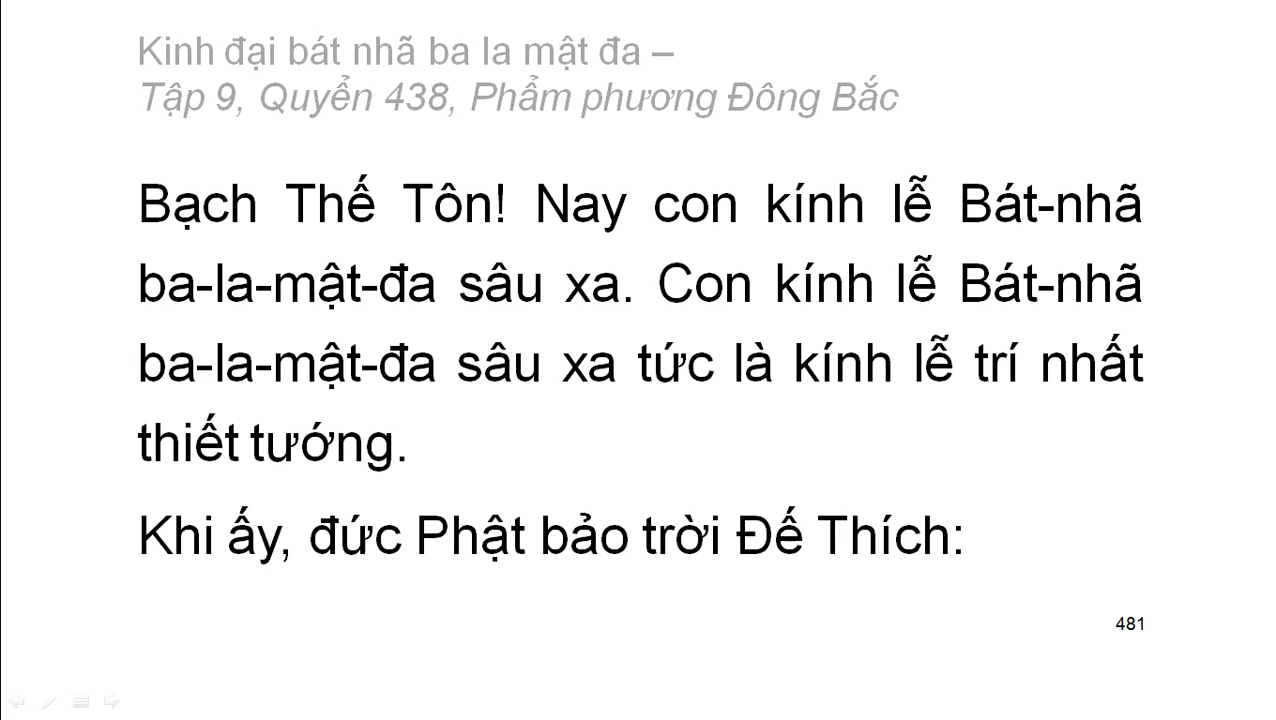 Kinh đại bát nhã ba la mật đa –
Tập 9, Quyển 438, Phẩm phương Đông Bắc
Bạch Thế Tôn! Nay con kính lễ Bát-nhã
ba-la-mật-đa sâu xa. Con kính lễ Bát-nhã
ba-la-mật-đa sâu xa tức là kính lễ trí nhất
thiết tướng.
Khi ấy, đức Phật bảo trời Đế Thích:
481